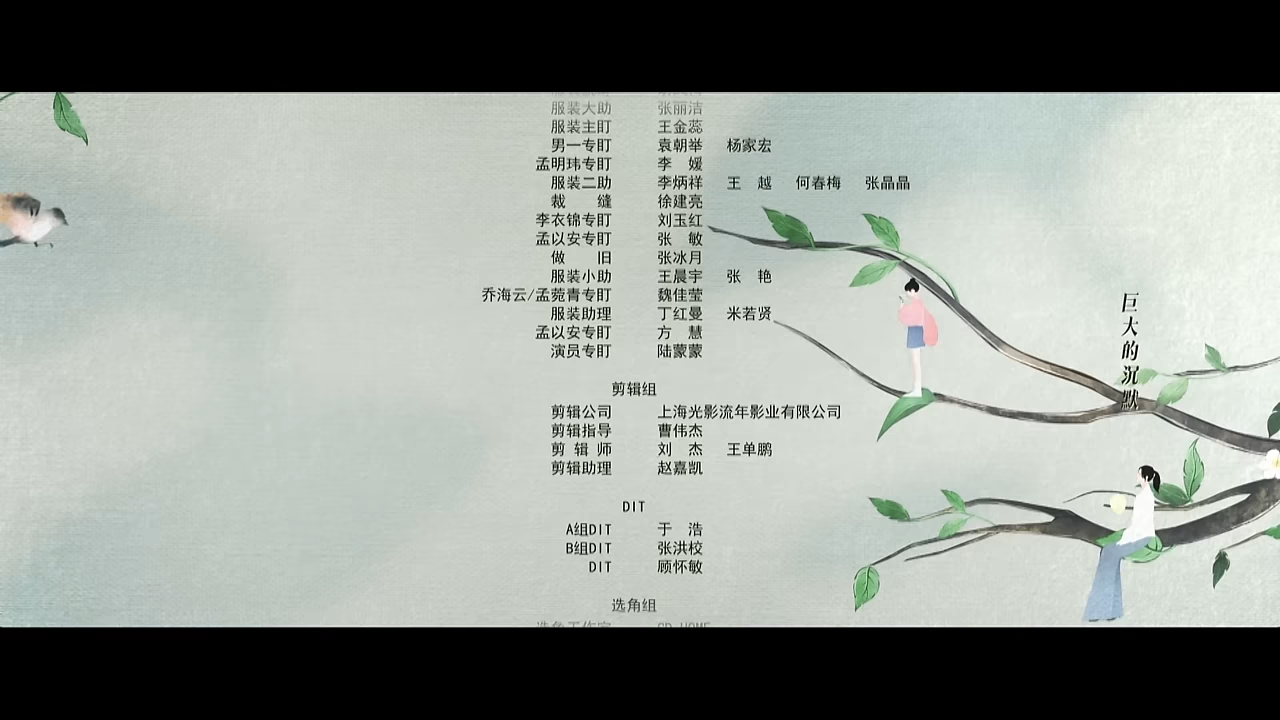 服装大助 张丽洁
服装主盯 王金蕊
男一专盯 袁朝举 杨家宏
孟明玮专盯 李 媛
服装二助 李炳祥 王 越 何春梅 张晶晶
裁 缝 徐建亮
李衣锦专盯 刘玉红
孟以安专盯 张 敏
做 旧 张冰月
服装小助 王晨宇 张 艳
乔海云/孟菀青专盯 魏佳莹
服装助理 丁红曼 米若贤
孟以安专盯 方 慧
演员专盯 陆蒙蒙
剪辑组
剪辑公司 上海光影流年影业有限公司
剪辑指导 曹伟杰
剪 辑 师 刘 杰 王单鹏
剪辑助理 赵嘉凯
DIT
A组DIT 于 浩
B组DIT 张洪校
DIT 顾怀敏
选角组
巨大的沉默